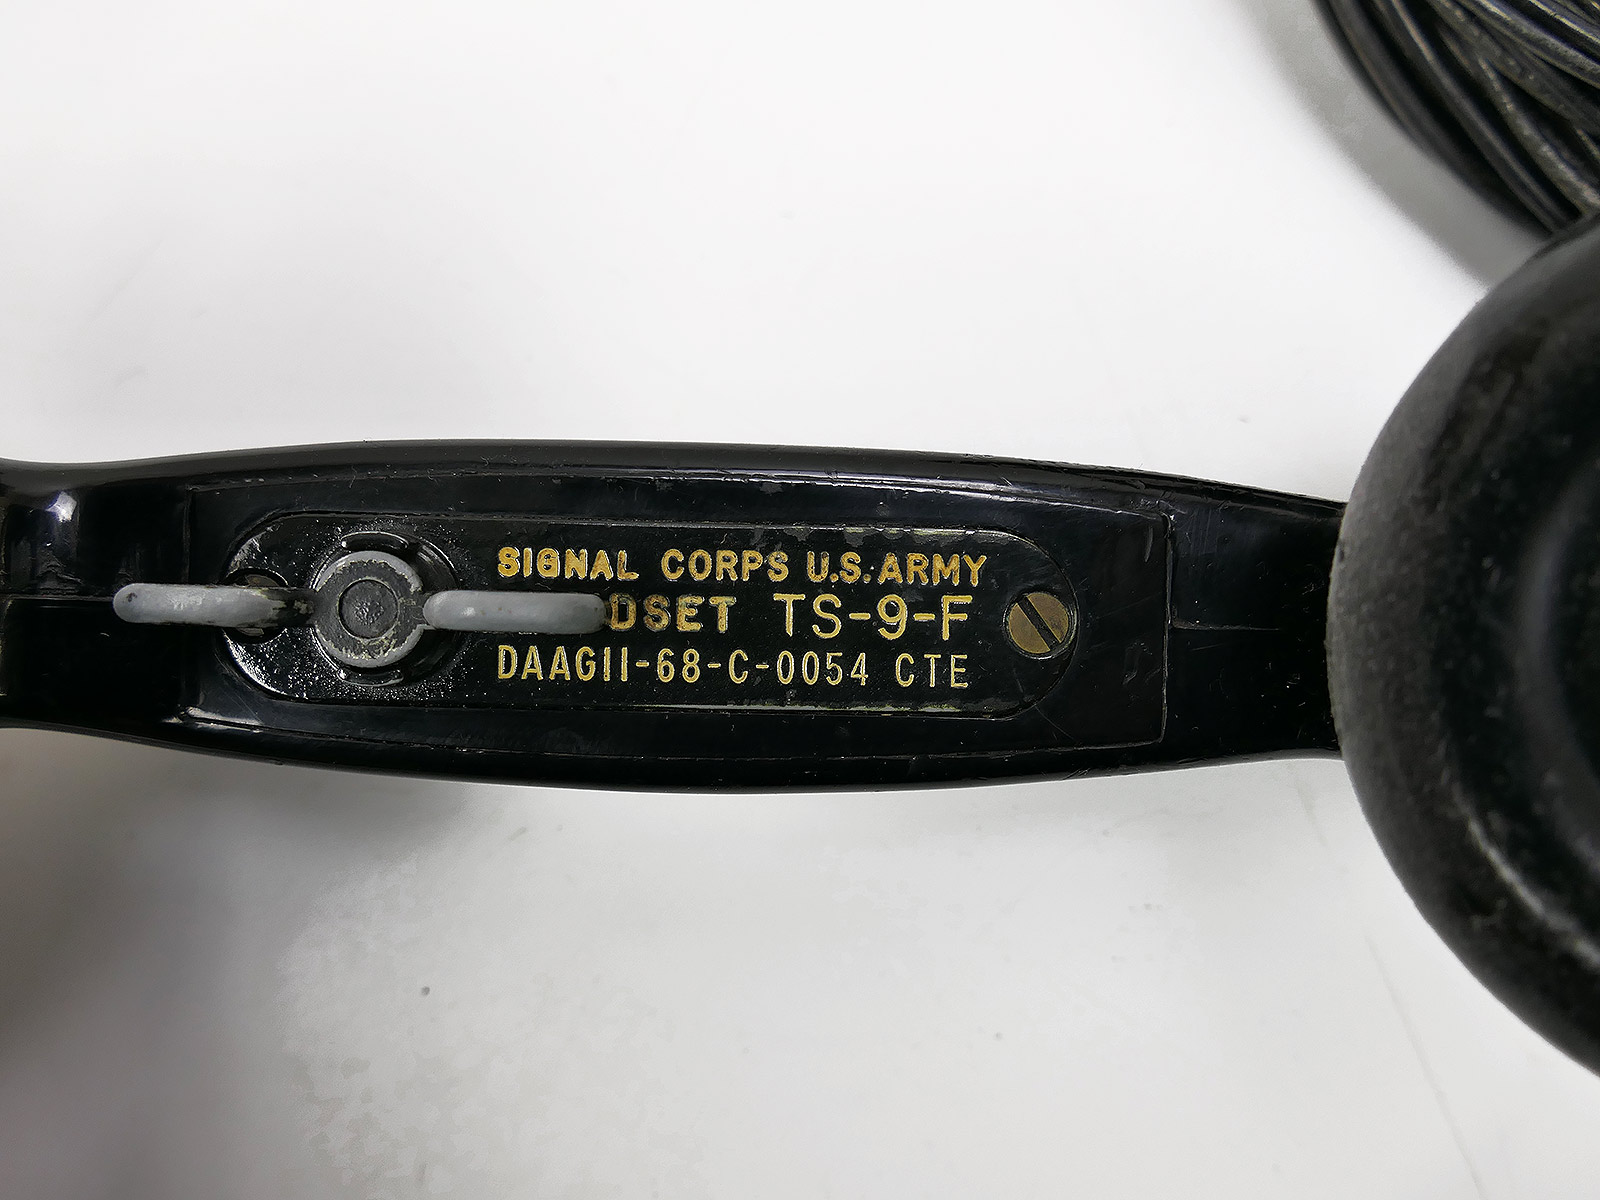 SIGNAL CORPS U.S. ARMY
DSET TS-9-F
DAAG11-68-C-0054 CTE